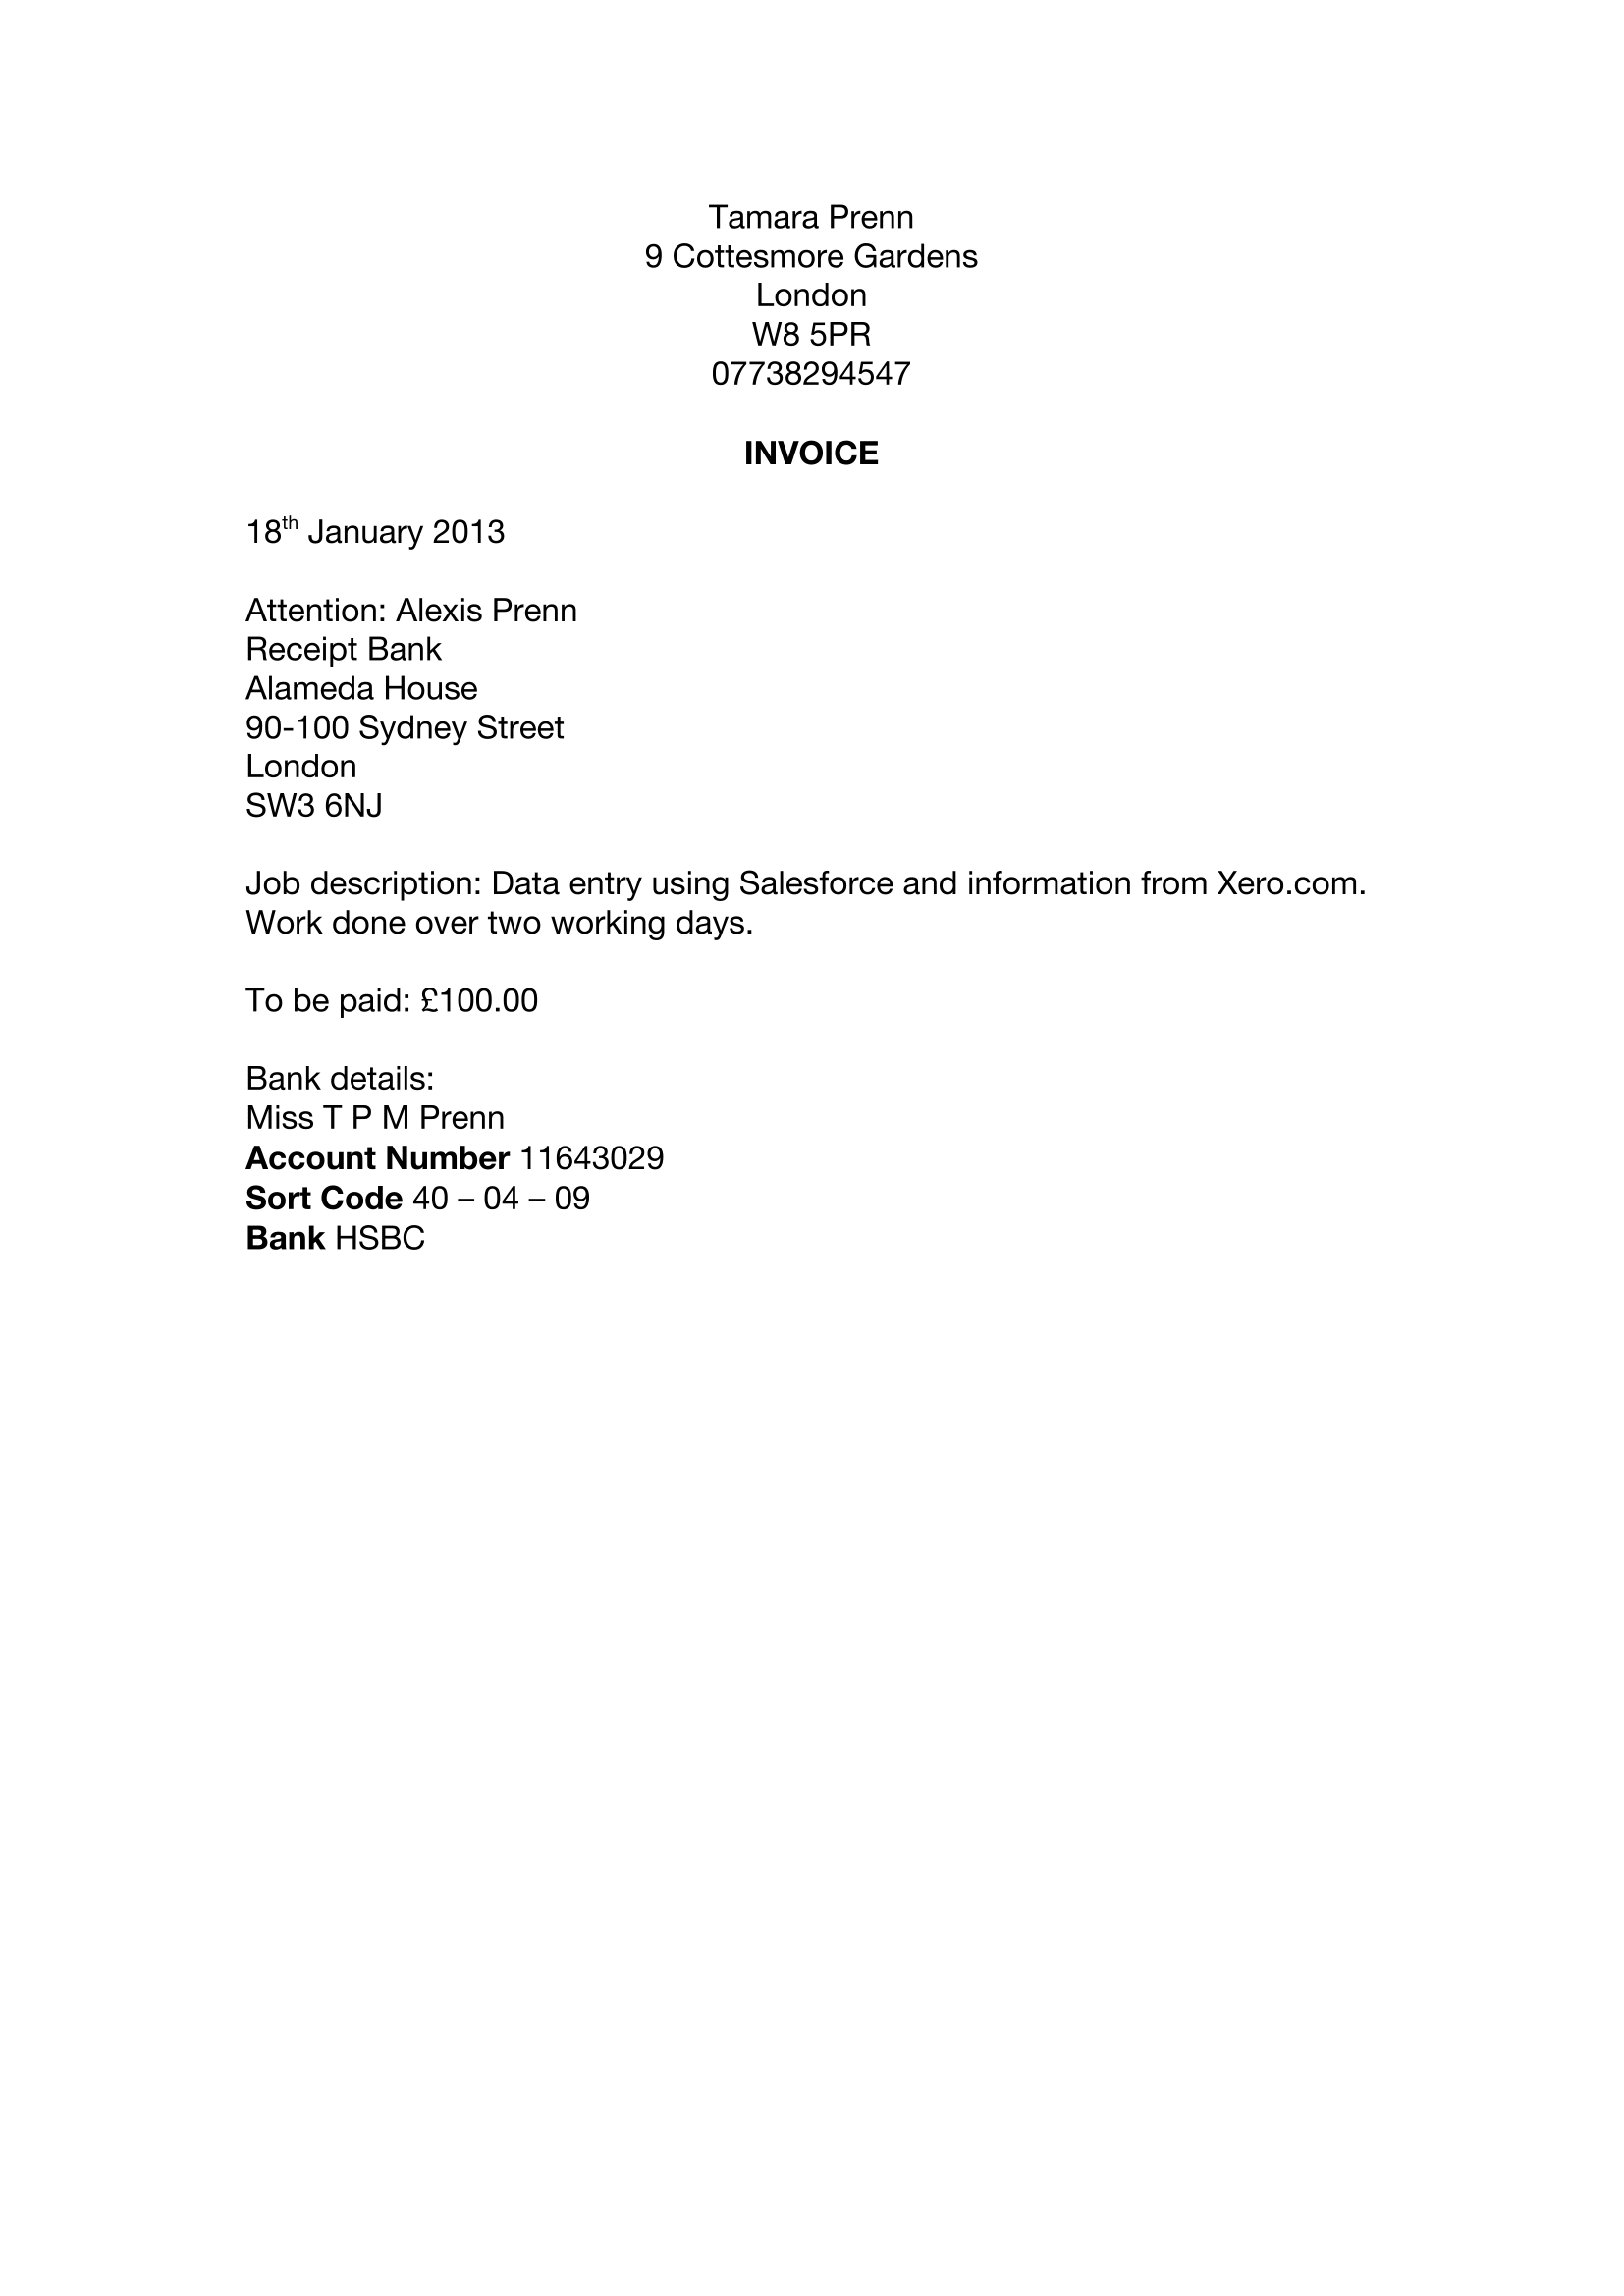 Tamara Prenn
9 Cottesmore Gardens
London
W8 5PR
07738294547
INVOICE
18th January 2013
Attention: Alexis Prenn
Receipt Bank
Alameda House
90-100 Sydney Street
London
SW3 6NJ
Job description: Data entry using Salesforce and information from Xero.com.
Work done over two working days.
To be paid: £100.00
Bank details:
Miss T P M Prenn
Account Number 11643029
Sort Code 40 – 04 – 09
Bank HSBC